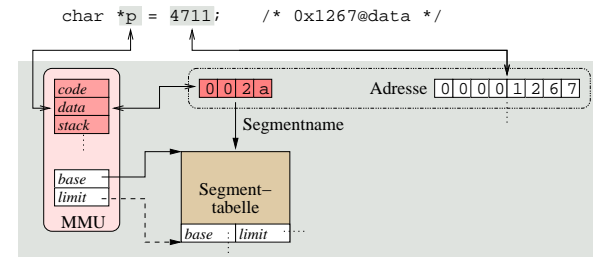 char *p = 4711; /* 0x1267@data */
code
data
stack
0 0 2 a
Adresse 0 0 0 0 1 2 6 7
Segmentname
base
limit
MMU
Segment–
tabelle
base limit